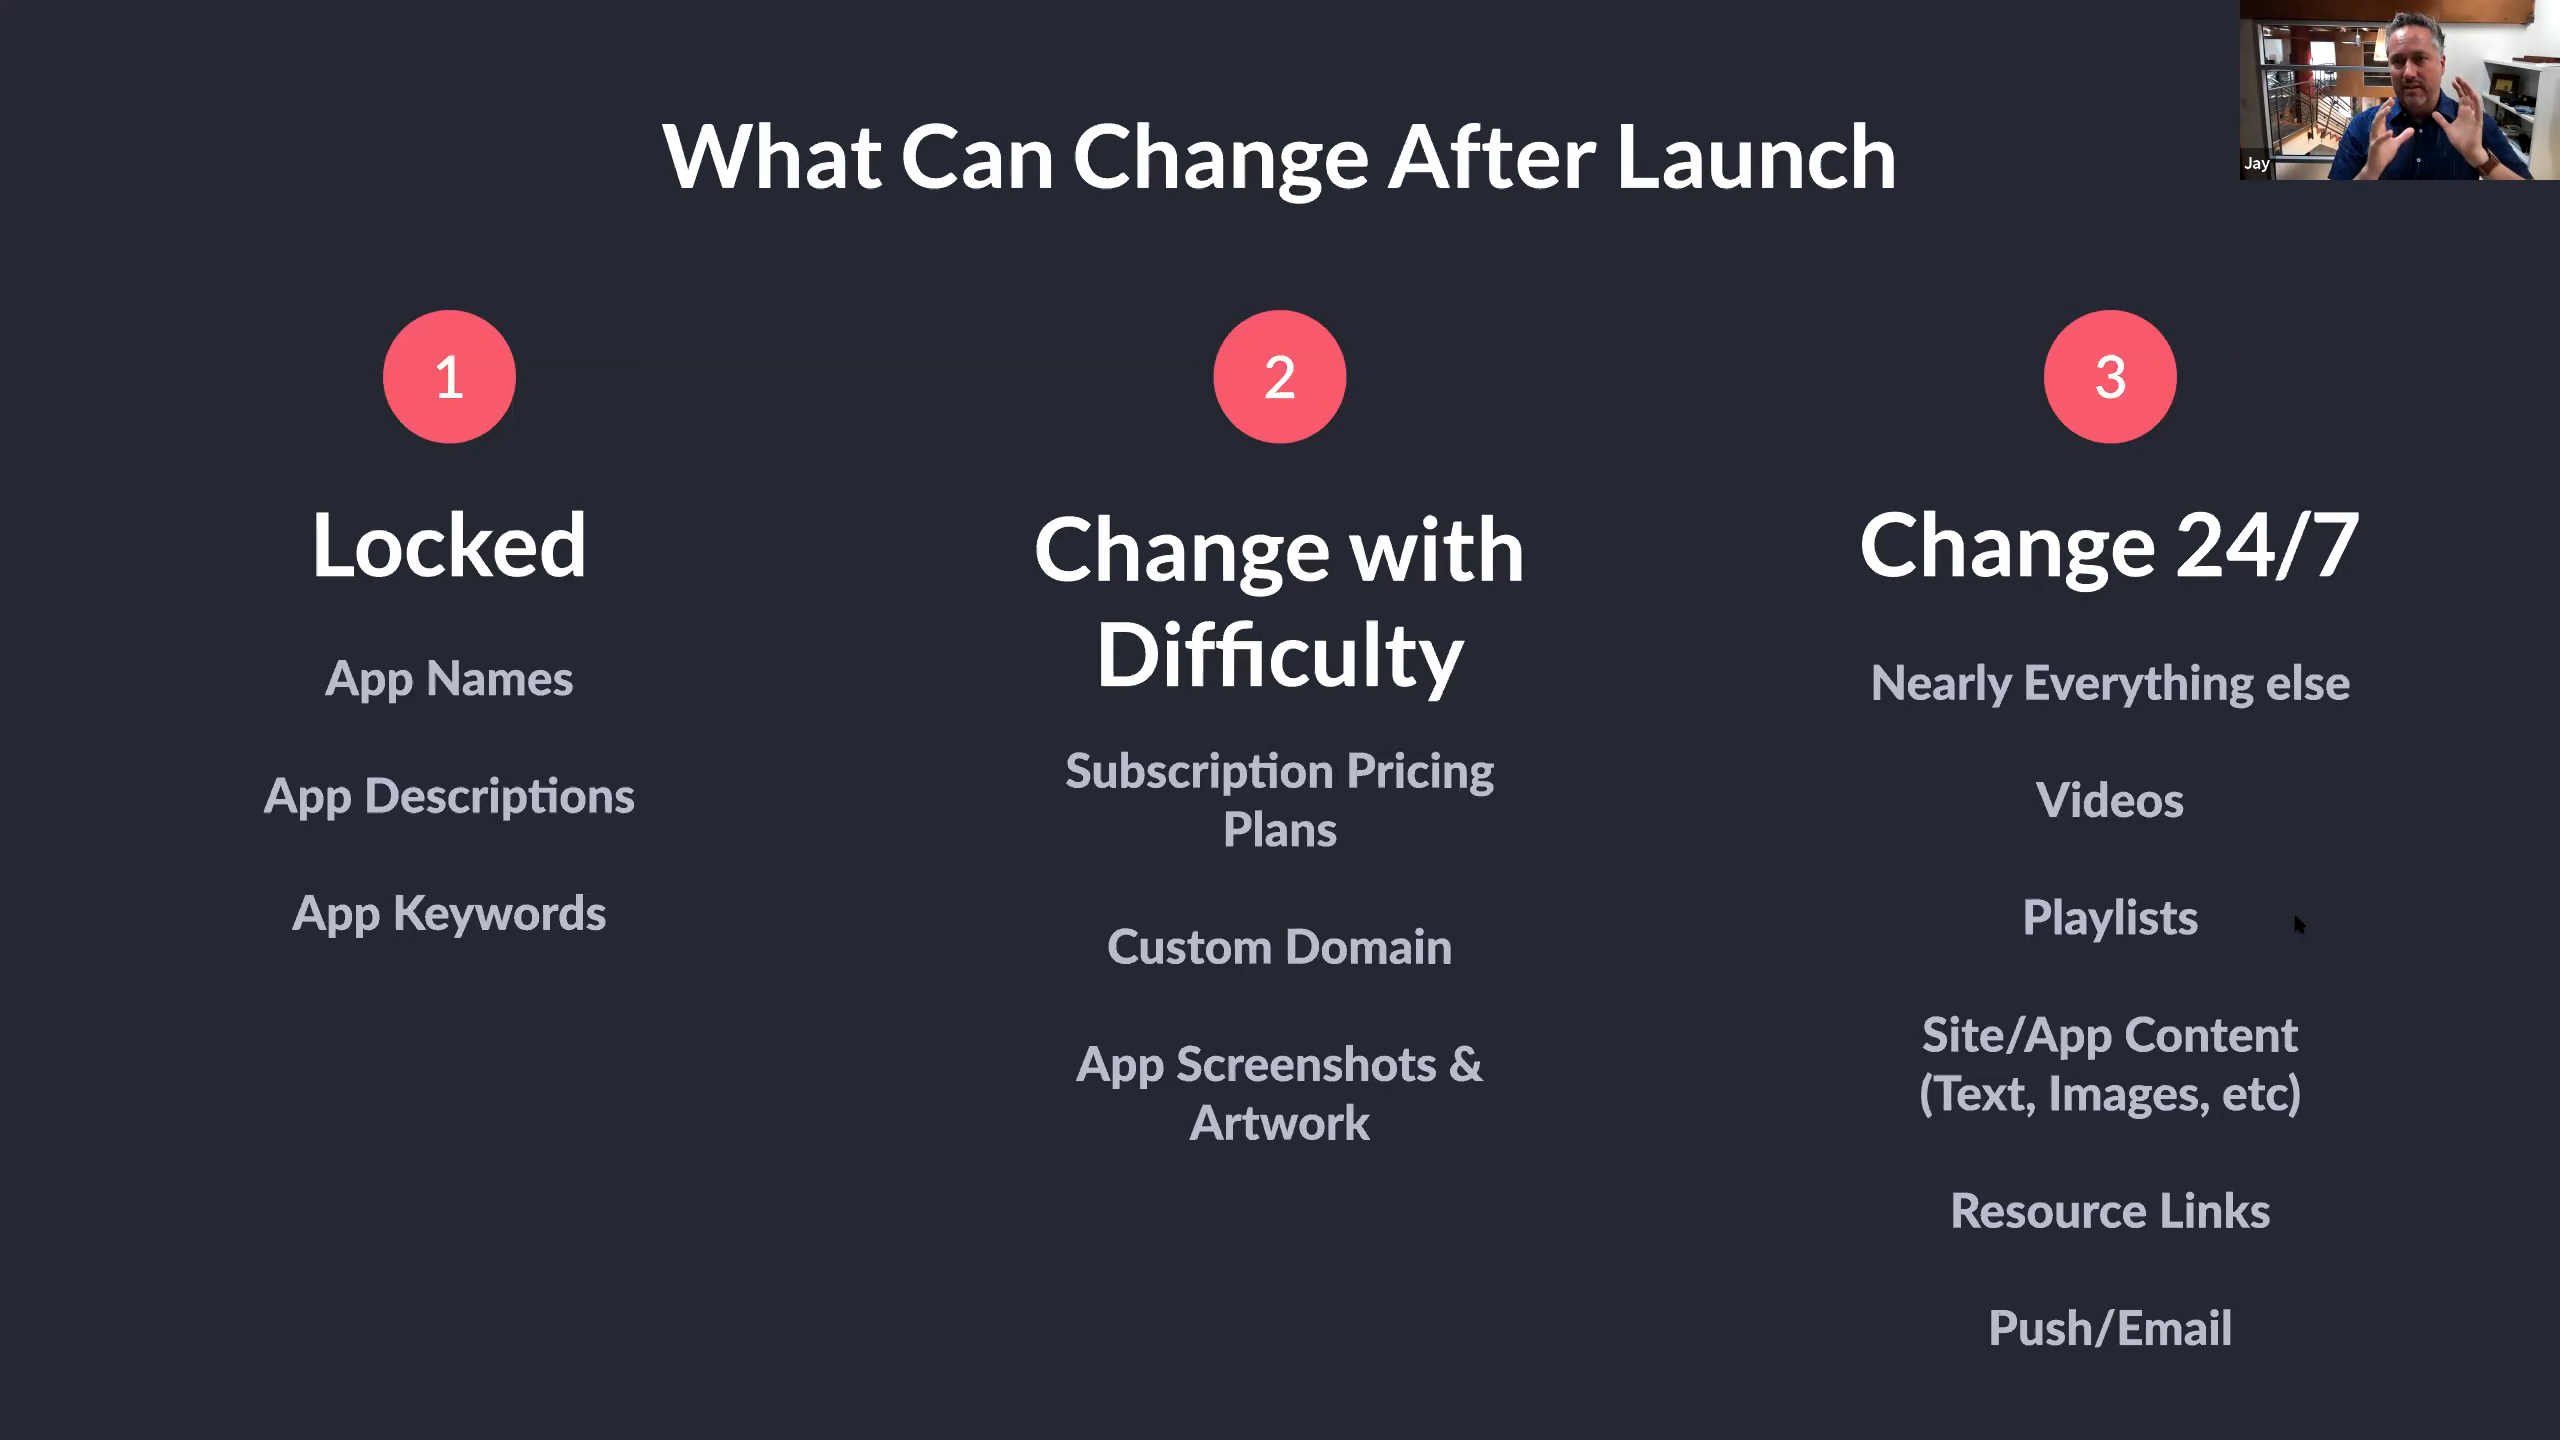 What Can Change After Launch
Jay
1
Locked
App Names
App Descriptions
App Keywords
2
Change with
Difficulty
Subscription Pricing
Plans
Custom Domain
App Screenshots &
Artwork
3
Change 24/7
Nearly Everything else
Videos
Playlists
Site/App Content
(Text, Images, etc)
Resource Links
Push/Email